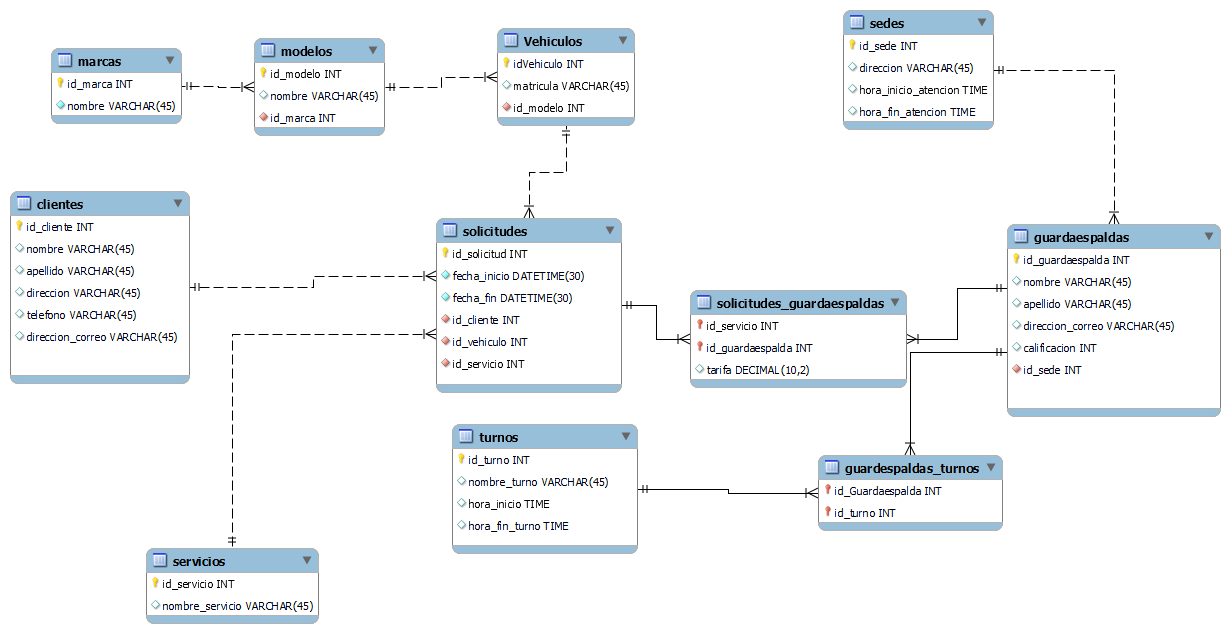 marcas
id_marca INT
nombre VARCHAR(45)
modelos
id_modelo INT
nombre VARCHAR(45)
id_marca INT
Vehiculos
idVehiculo INT
matricula VARCHAR(45)
id_modelo INT
sedes
id_sede INT
direccion VARCHAR(45)
hora_inicio_atencion TIME
hora_fin_atencion TIME
clientes
id_cliente INT
nombre VARCHAR(45)
apellido VARCHAR(45)
direccion VARCHAR(45)
telefono VARCHAR(45)
direccion_correo VARCHAR(45)
solicitudes
id_solicitud INT
fecha_inicio DATETIME(30)
fecha_fin DATETIME(30)
id_cliente INT
id_vehiculo INT
id_servicio INT
solicitudes_guardaespaldas
id_servicio INT
id_guardaespalda INT
tarifa DECIMAL(10,2)
guardaespaldas
id_guardaespalda INT
nombre VARCHAR(45)
apellido VARCHAR(45)
direccion_correo VARCHAR(45)
calificacion INT
id_sede INT
turnos
id_turno INT
nombre_turno VARCHAR(45)
hora_inicio TIME
hora_fin_turno TIME
guardespaldas_turnos
id_Guardaespalda INT
id_turno INT
servicios
id_servicio INT
nombre_servicio VARCHAR(45)